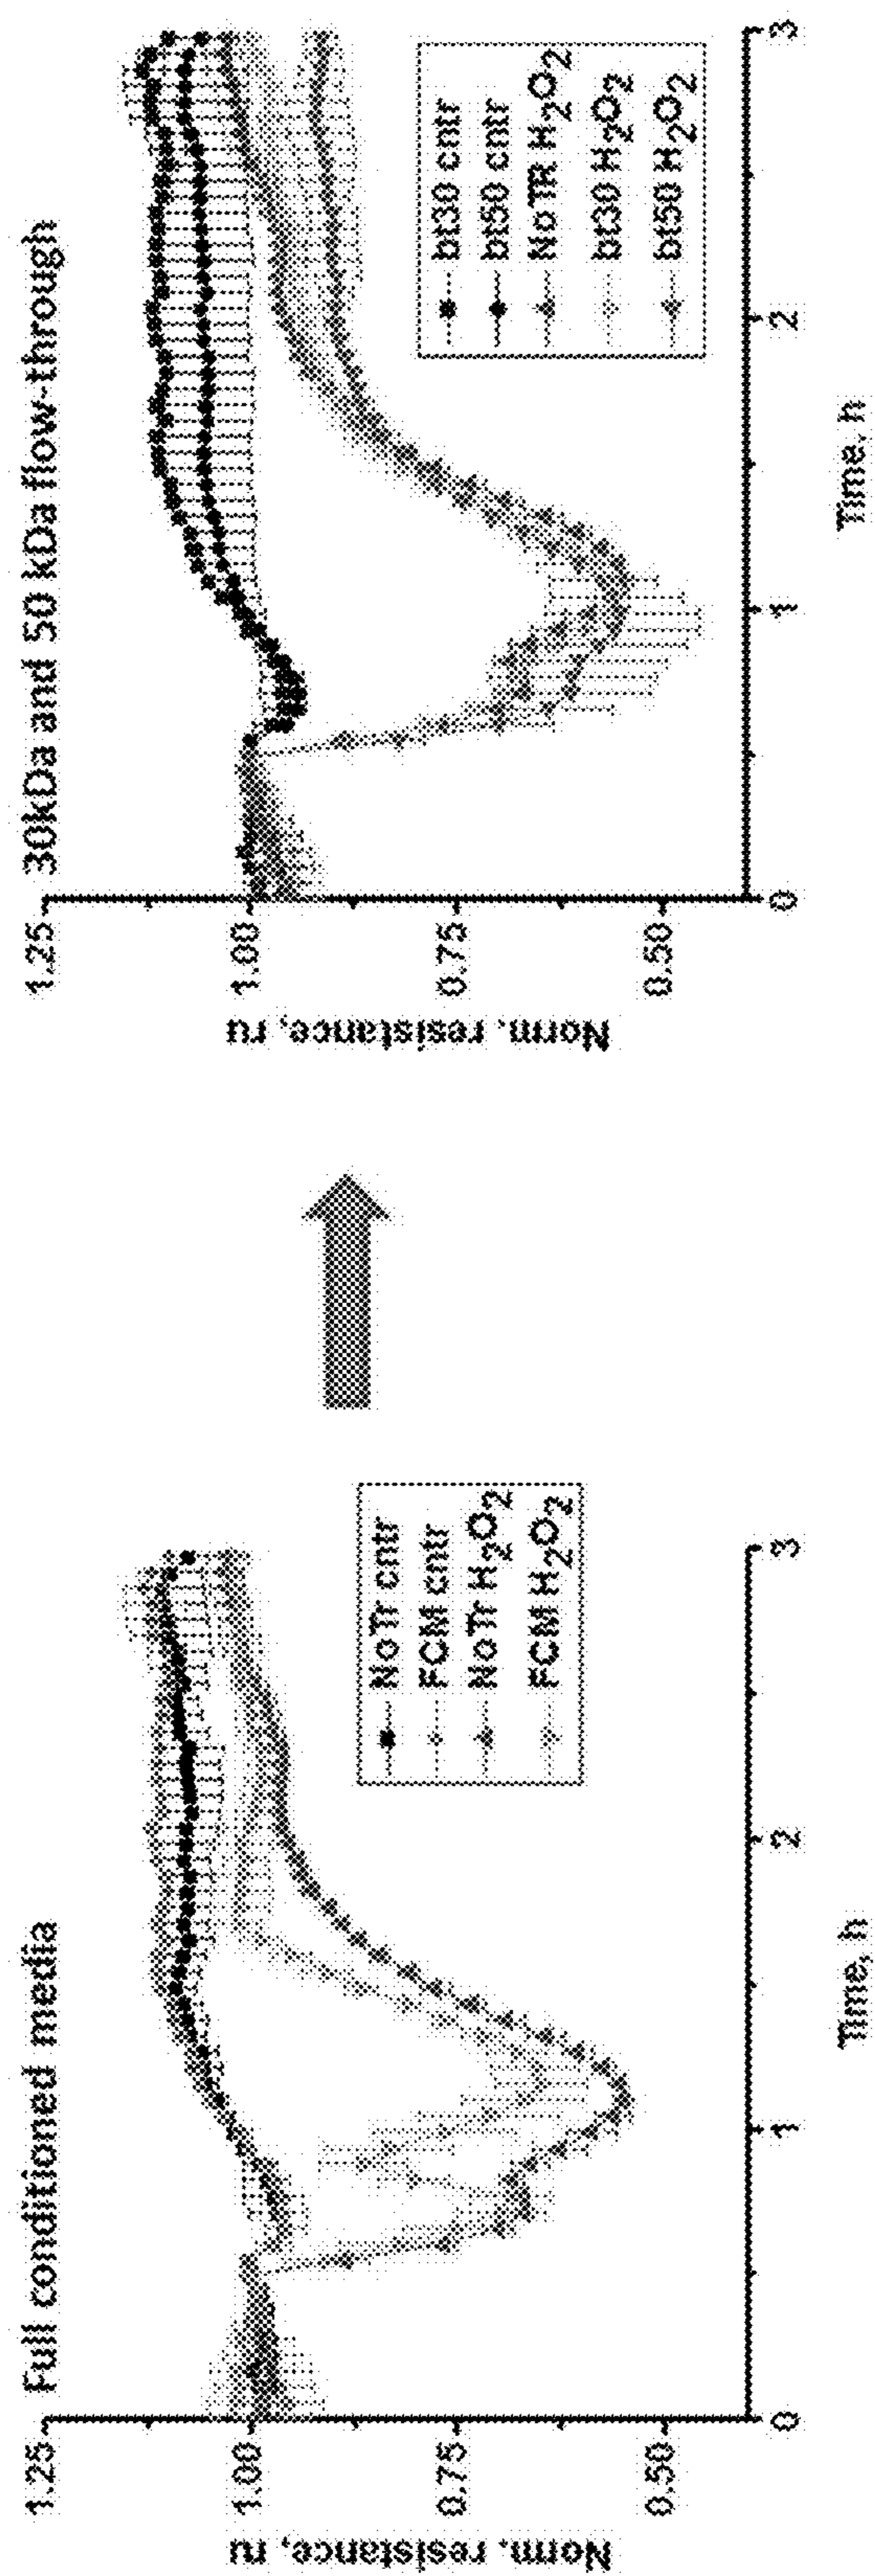 Full conditioned media
Norm. resistance, ru
1.25
1.00
0.75
0.50
NoTr cntr
FCM cntr
NoTr H2O2
FCM H2O2
0
1
2
3
Time, h
30kDa and 50 kDa flow-through
Norm. resistance, ru
1.25
1.00
0.75
0.50
bt30 cntr
bt50 cntr
NoTR H2O2
bt30 H2O2
bt50 H2O2
0
1
2
3
Time, h